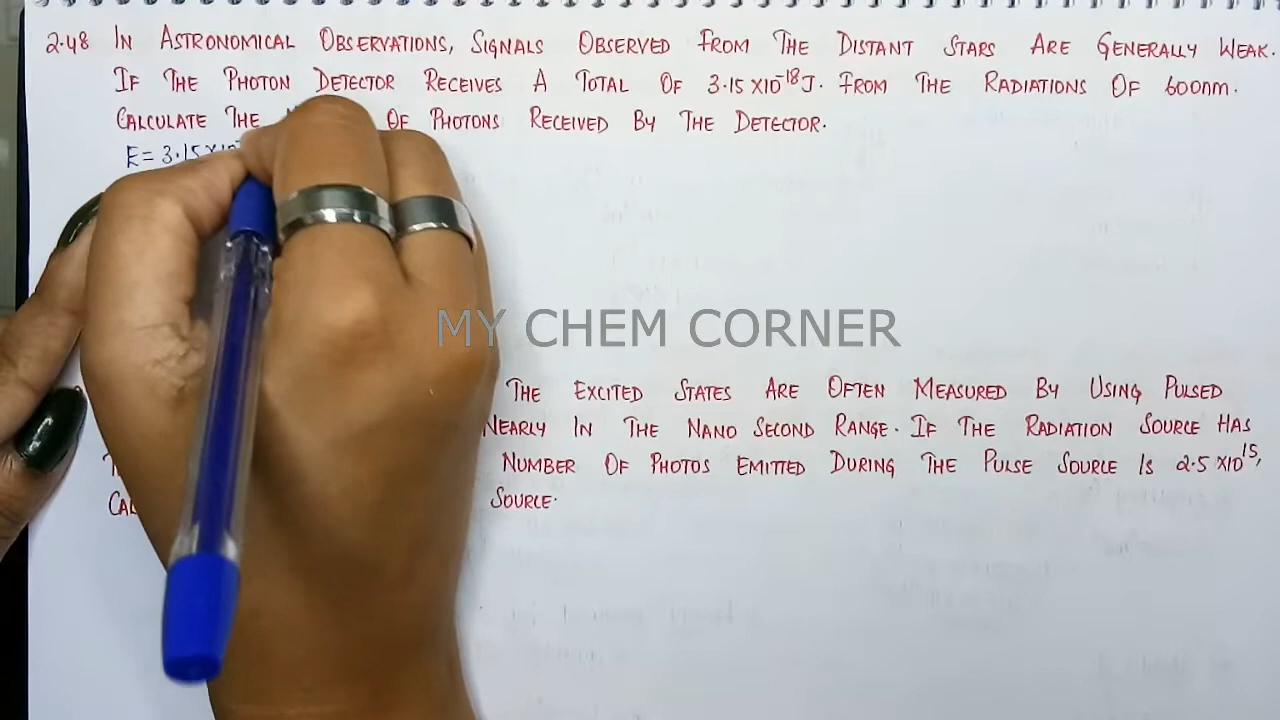 2.48 IN ASTRONOMICAL OBSERVATIONS, SIGNALS OBSERVED FROM THE DISTANT STARS ARE GENERALLY WEAK.
IF THE PHOTON DETECTOR RECEIVES A TOTAL OF 3.15 X10⁻¹⁸J. FROM THE RADIATIONS OF 600nm.
CALCULATE THE OF PHOTONS RECEIVED BY THE DETECTOR.
E = 3.15X10
MY CHEM CORNER
THE EXCITED STATES ARE OFTEN MEASURED BY USING PULSED
NEARLY IN THE NANO SECOND RANGE. IF THE RADIATION SOURCE HAS
NUMBER OF PHOTOS EMITTED DURING THE PULSE SOURCE IS 2.5 X10¹⁵,
SOURCE.